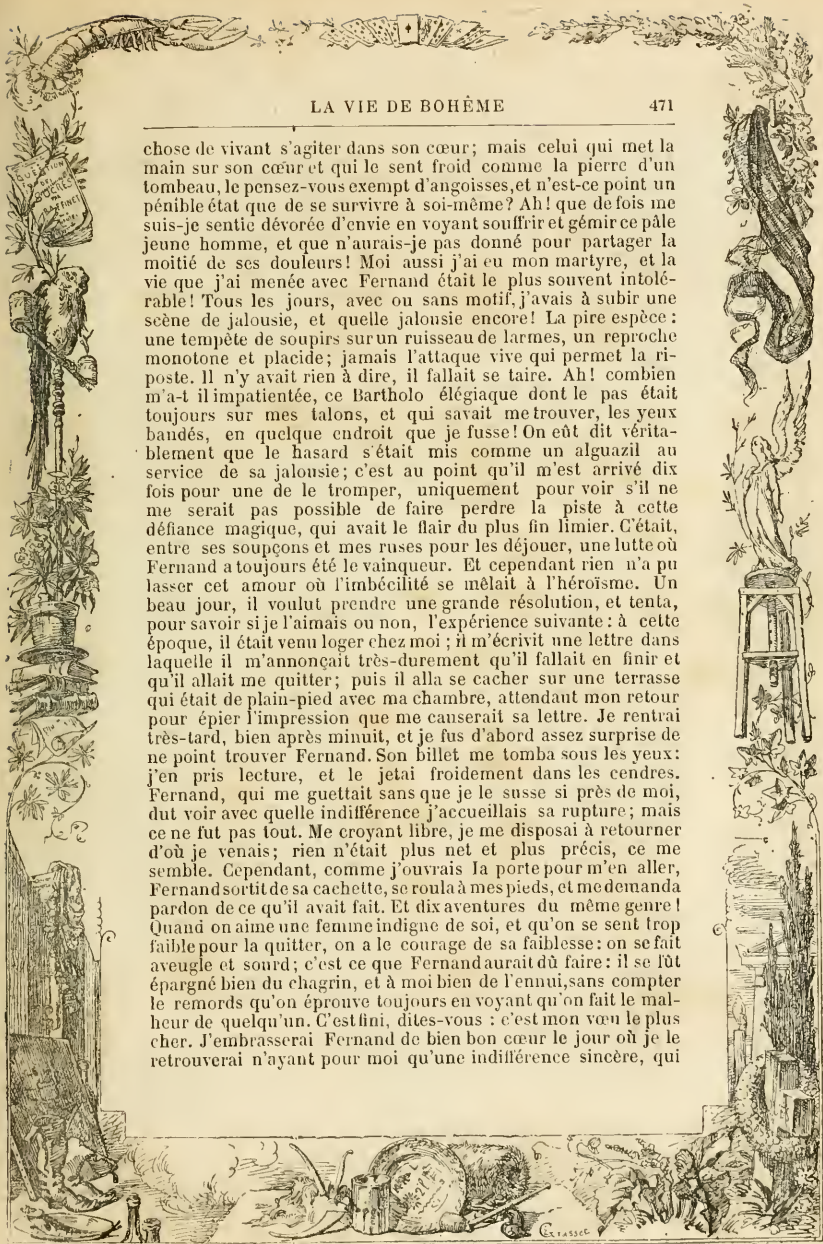 LA VIE DE BOHÊME 471
chose de vivant s'agiter dans son cœur; mais celui qui met la
main sur son cœur et qui le sent froid comme la pierre d'un
tombeau, le pensez-vous exempt d'angoisses, et n'est-ce point un
pénible état que de se survivre à soi-même? Ah! que de fois me
suis-je sentie dévorée d'envie en voyant souffrir et gémir ce pâle
jeune homme, et que n'aurais-je pas donné pour partager la
moitié de ses douleurs! Moi aussi j'ai eu mon martyre, et la
vie que j'ai menée avec Fernand était le plus souvent intolé-
rable! Tous les jours, avec ou sans motif, j'avais à subir une
scène de jalousie, et quelle jalousie encore! La pire espèce :
une tempête de soupirs sur un ruisseau de larmes, un reproche
monotone et placide; jamais l'attaque vive qui permet la ri-
poste. Il n'y avait rien à dire, il fallait se taire. Ah! combien
m'a-t il impatientée, ce Bartholo élégiaque dont le pas était
toujours sur mes talons, et qui savait me trouver, les yeux
bandés, en quelque endroit que je fusse! On eût dit vérita-
blement que le hasard s'était mis comme un alguazil au
service de sa jalousie; c'est au point qu'il m'est arrivé dix
fois pour une de le tromper, uniquement pour voir s'il ne
me serait pas possible de faire perdre la piste à cette
défiance magique, qui avait le flair du plus fin limier. C'était,
entre ses soupçons et mes ruses pour les déjouer, une lutte où
Fernand a toujours été le vainqueur. Et cependant rien n'a pu
lasser cet amour où l'imbécilité se mêlait à l'héroïsme. Un
beau jour, il voulut prendre une grande résolution, et tenta,
pour savoir si je l'aimais ou non, l'expérience suivante : à cette
époque, il était venu loger chez moi ; il m'écrivit une lettre dans
laquelle il m'annonçait très-durement qu'il fallait en finir et
qu'il allait me quitter; puis il alla se cacher sur une terrasse
qui était de plain-pied avec ma chambre, attendant mon retour
pour épier l'impression que me causerait sa lettre. Je rentrai
très-tard, bien après minuit, et je fus d'abord assez surprise de
ne point trouver Fernand. Son billet me tomba sous les yeux:
j'en pris lecture, et le jetai froidement dans les cendres.
Fernand, qui me guettait sans que je le susse si près de moi,
dut voir avec quelle indifférence j'accueillais sa rupture; mais
ce ne fut pas tout. Me croyant libre, je me disposai à retourner
d'où je venais; rien n'était plus net et plus précis, ce me
semble. Cependant, comme j'ouvrais la porte pour m'en aller,
Fernand sortit de sa cachette, se roula à mes pieds, et me demanda
pardon de ce qu'il avait fait. Et dix aventures du même genre!
Quand on aime une femme indigne de soi, et qu'on se sent trop
faible pour la quitter, on a le courage de sa faiblesse: on se fait
aveugle et sourd; c'est ce que Fernand aurait dû faire: il se fût
épargné bien du chagrin, et à moi bien de l'ennui, sans compter
le remords qu'on éprouve toujours en voyant qu'on fait le mal-
heur de quelqu'un. C'est fini, dites-vous : c'est mon vœu le plus
cher. J'embrasserai Fernand de bien bon cœur le jour où je le
retrouverai n'ayant pour moi qu'une indifférence sincère, qui